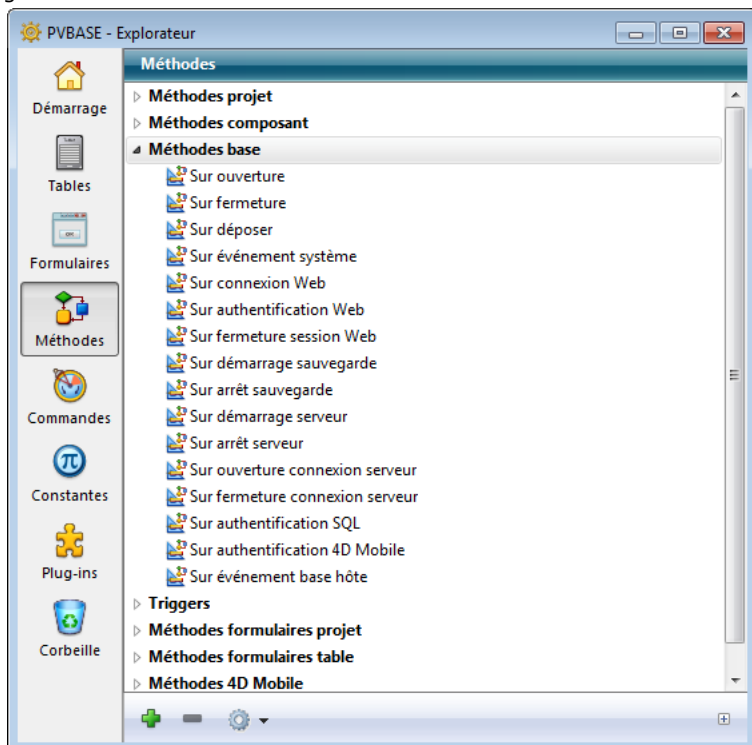 PVBASE - Explorateur
Méthodes
Démarrage
Tables
Formulaires
Méthodes
Commandes
Constantes
Plug-ins
Corbeille
Méthodes projet
Méthodes composant
Méthodes base
Sur ouverture
Sur fermeture
Sur déposer
Sur événement système
Sur connexion Web
Sur authentification Web
Sur fermeture session Web
Sur démarrage sauvegarde
Sur arrêt sauvegarde
Sur démarrage serveur
Sur arrêt serveur
Sur ouverture connexion serveur
Sur fermeture connexion serveur
Sur authentification SQL
Sur authentification 4D Mobile
Sur événement base hôte
Triggers
Méthodes formulaires projet
Méthodes formulaires table
Méthodes 4D Mobile